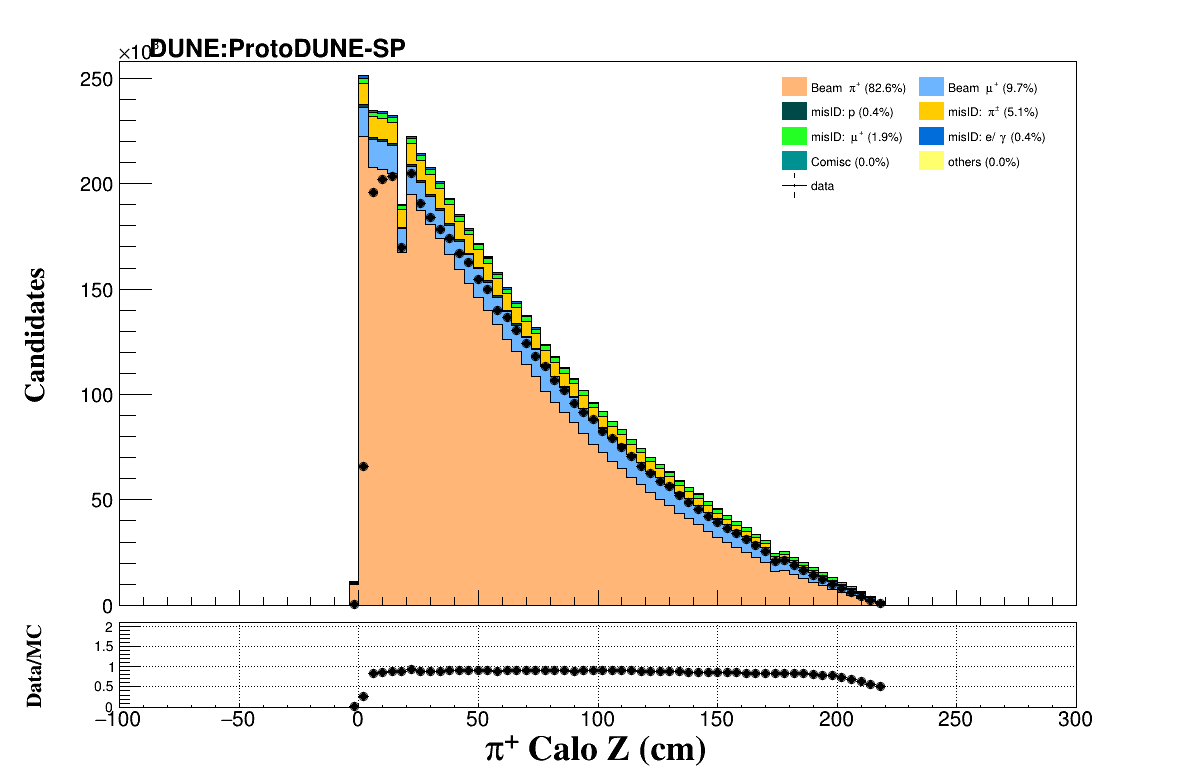 ×10³ DUNE:ProtoDUNE-SP
250
200
150
100
50
0
Candidates
Beam π⁺ (82.6%)
Beam μ⁺ (9.7%)
misID: p (0.4%)
misID: π± (5.1%)
misID: μ⁺ (1.9%)
misID: e/ γ (0.4%)
Comisc (0.0%)
others (0.0%)
data
Data/MC
2
1.5
1
0.5
0
−100 −50 0 50 100 150 200 250 300
π⁺ Calo Z (cm)